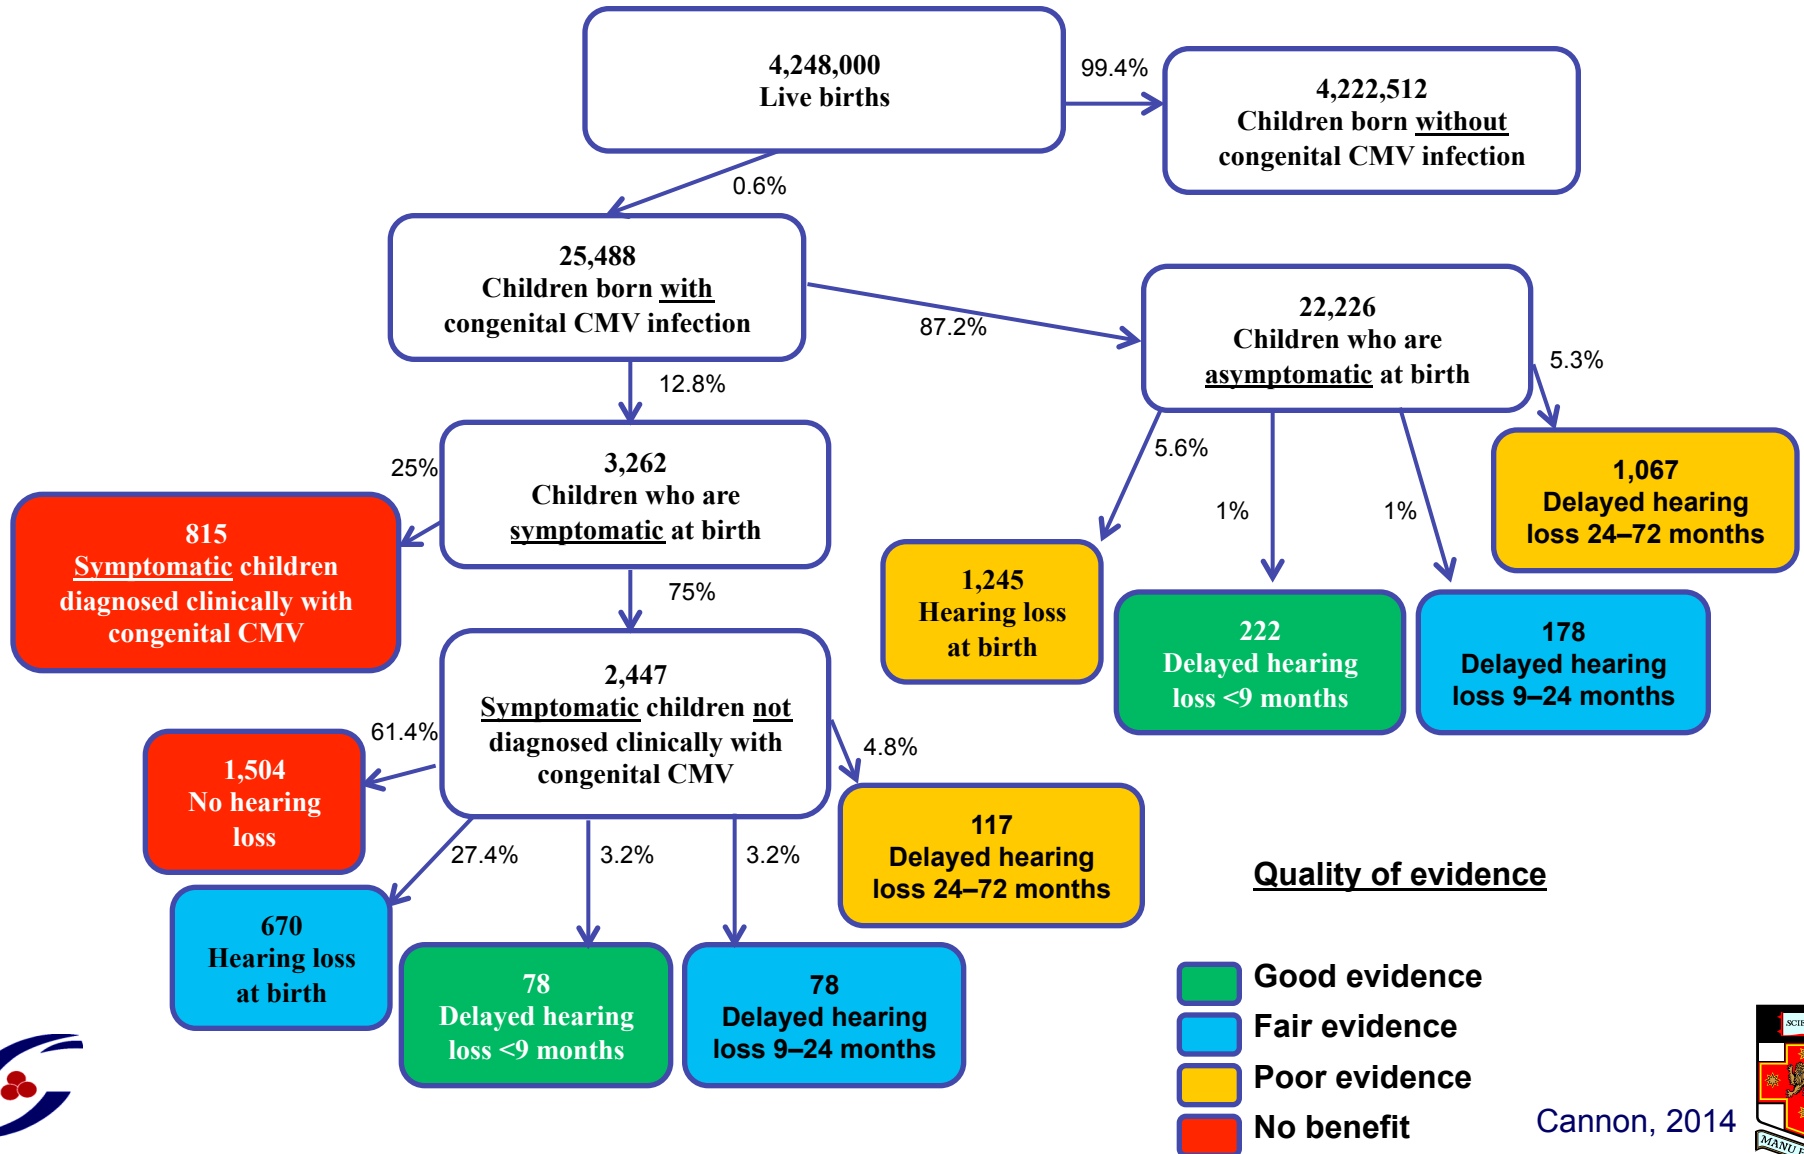 4,248,000
Live births
99.4%
4,222,512
Children born without
congenital CMV infection
0.6%
25,488
Children born with
congenital CMV infection
87.2%
22,226
Children who are
asymptomatic at birth
5.3%
12.8%
5.6%
1%
1%
1,067
Delayed hearing
loss 24–72 months
25%
3,262
Children who are
symptomatic at birth
815
Symptomatic children
diagnosed clinically with
congenital CMV
75%
1,245
Hearing loss
at birth
222
Delayed hearing
loss <9 months
178
Delayed hearing
loss 9–24 months
2,447
Symptomatic children not
diagnosed clinically with
congenital CMV
61.4%
4.8%
1,504
No hearing
loss
27.4%
3.2%
3.2%
117
Delayed hearing
loss 24–72 months
670
Hearing loss
at birth
78
Delayed hearing
loss <9 months
78
Delayed hearing
loss 9–24 months
Quality of evidence
Good evidence
Fair evidence
Poor evidence
No benefit
Cannon, 2014
MANU